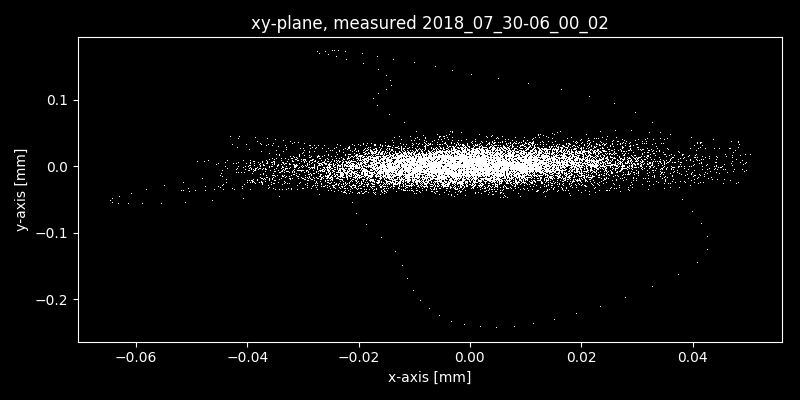 xy-plane, measured 2018_07_30-06_00_02
y-axis [mm]
0.1
0.0
−0.1
−0.2
−0.06 −0.04 −0.02 0.00 0.02 0.04
x-axis [mm]